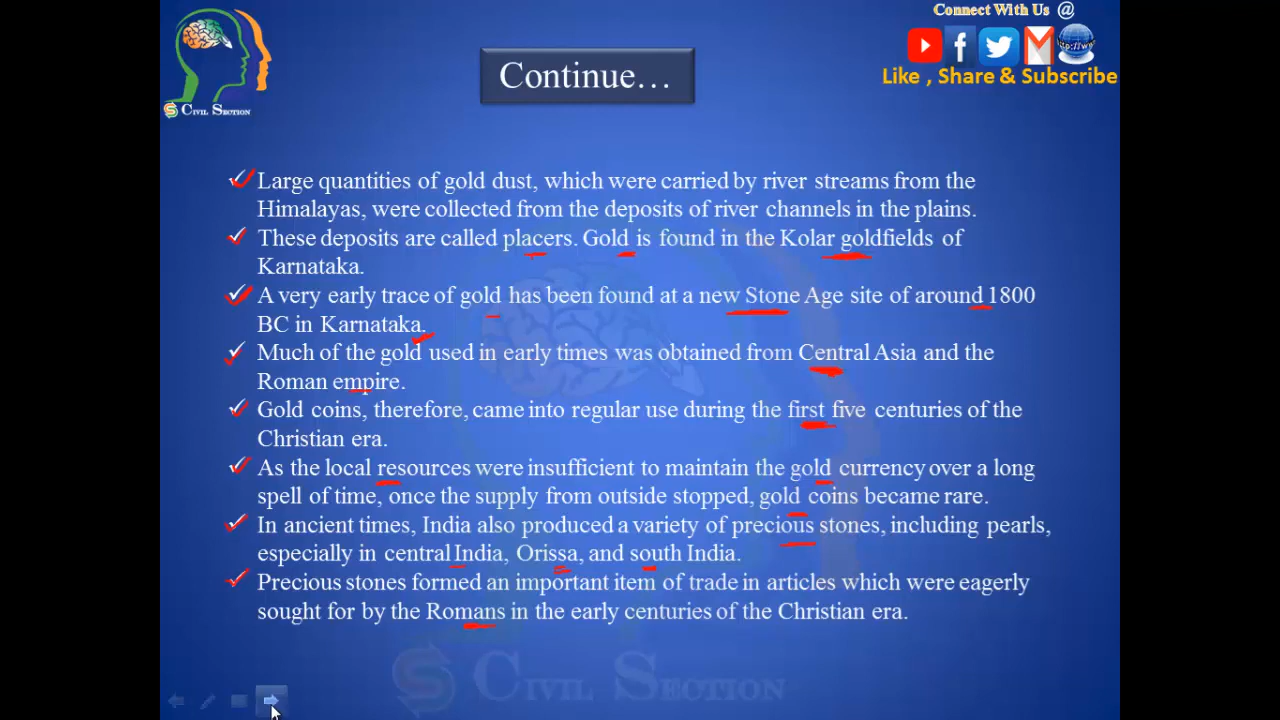 Connect With Us @
Continue…
http://ww
Like , Share & Subscribe
S CIVIL SECTION
Large quantities of gold dust, which were carried by river streams from the
Himalayas, were collected from the deposits of river channels in the plains.
These deposits are called placers. Gold is found in the Kolar goldfields of
Karnataka.
A very early trace of gold has been found at a new Stone Age site of around 1800
BC in Karnataka.
Much of the gold used in early times was obtained from Central Asia and the
Roman empire.
Gold coins, therefore, came into regular use during the first five centuries of the
Christian era.
As the local resources were insufficient to maintain the gold currency over a long
spell of time, once the supply from outside stopped, gold coins became rare.
In ancient times, India also produced a variety of precious stones, including pearls,
especially in central India, Orissa, and south India.
Precious stones formed an important item of trade in articles which were eagerly
sought for by the Romans in the early centuries of the Christian era.
S CIVIL SECTION